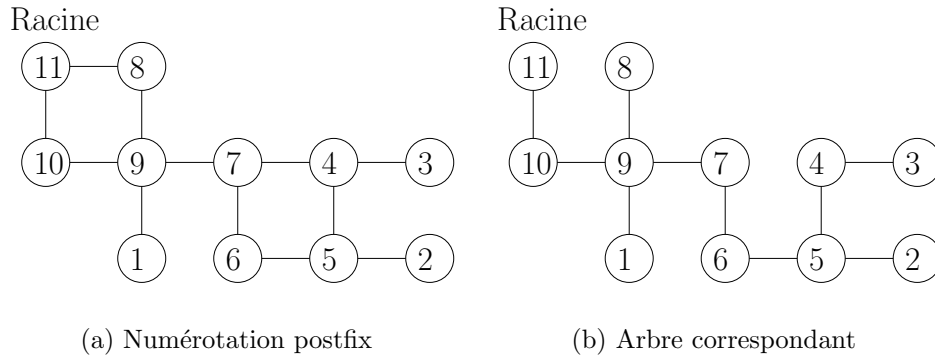 Racine Racine
11 8 11 8
10 9 7 4 3 10 9 7 4 3
1 6 5 2 1 6 5 2
(a) Numérotation postfix (b) Arbre correspondant